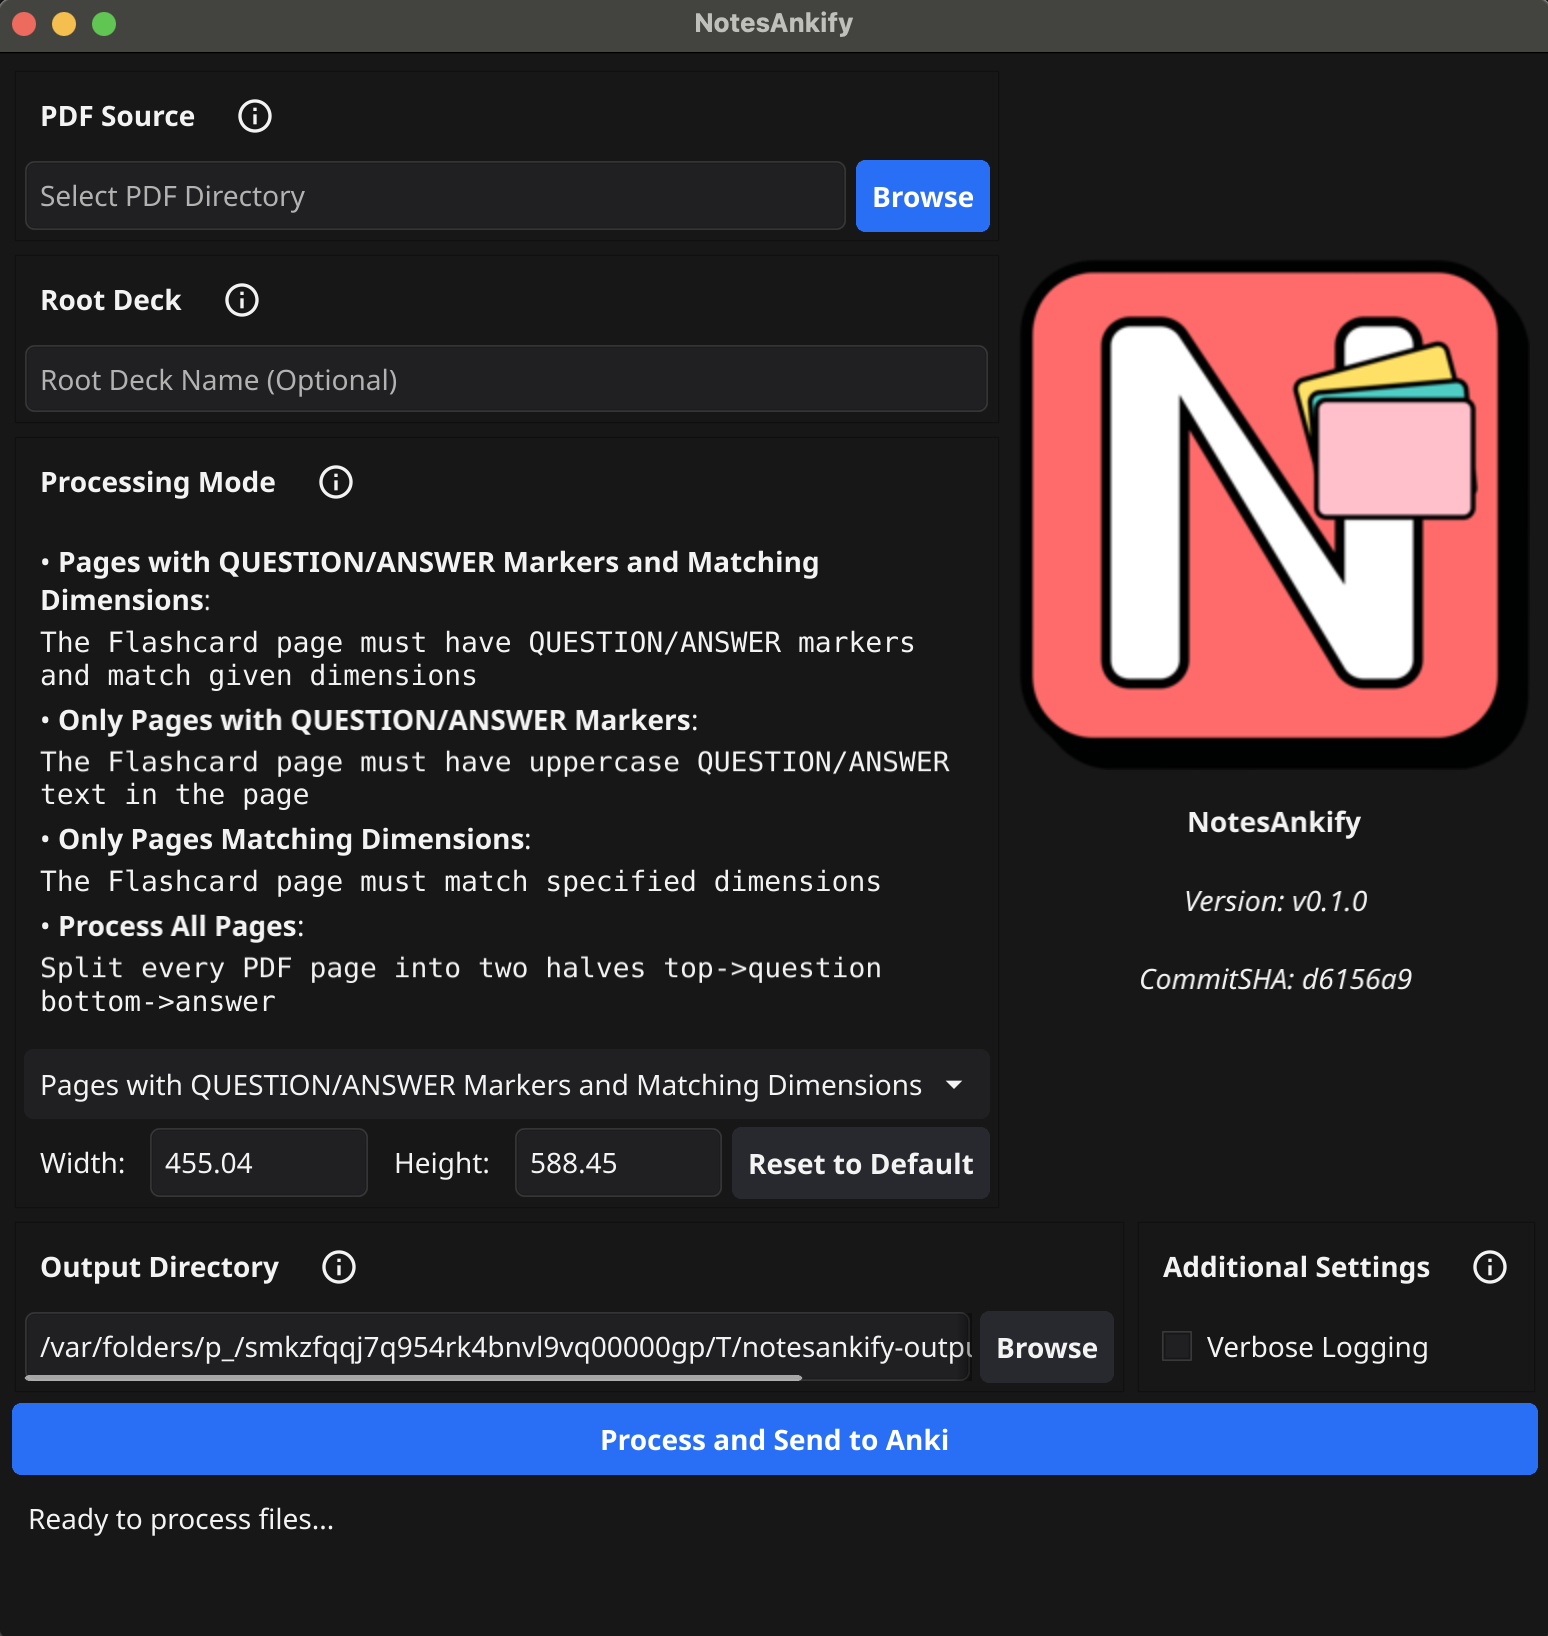 NotesAnkify
PDF Source
Select PDF Directory
Browse
Root Deck
Root Deck Name (Optional)
Processing Mode
• Pages with QUESTION/ANSWER Markers and Matching
Dimensions:
The Flashcard page must have QUESTION/ANSWER markers
and match given dimensions
• Only Pages with QUESTION/ANSWER Markers:
The Flashcard page must have uppercase QUESTION/ANSWER
text in the page
• Only Pages Matching Dimensions:
The Flashcard page must match specified dimensions
• Process All Pages:
Split every PDF page into two halves top->question
bottom->answer
Pages with QUESTION/ANSWER Markers and Matching Dimensions
Width: 455.04 Height: 588.45 Reset to Default
N
NotesAnkify
Version: v0.1.0
CommitSHA: d6156a9
Output Directory
/var/folders/p_/smkzfqqj7q954rk4bnvl9vq00000gp/T/notesankify-outpu
Browse
Additional Settings
Verbose Logging
Process and Send to Anki
Ready to process files...